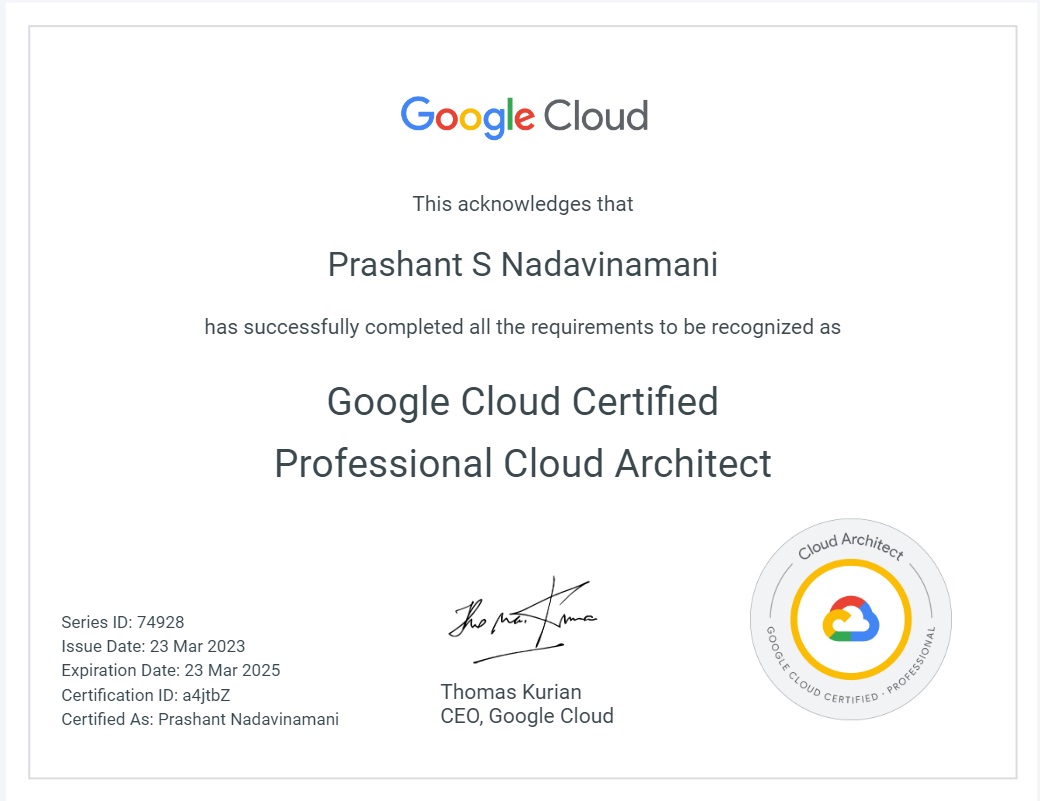 Google Cloud
This acknowledges that
Prashant S Nadavinamani
has successfully completed all the requirements to be recognized as
Google Cloud Certified
Professional Cloud Architect
Series ID: 74928
Issue Date: 23 Mar 2023
Expiration Date: 23 Mar 2025
Certification ID: a4jtbZ
Certified As: Prashant Nadavinamani
Thomas Kurian
CEO, Google Cloud
Cloud Architect
GOOGLE CLOUD CERTIFIED · PROFESSIONAL